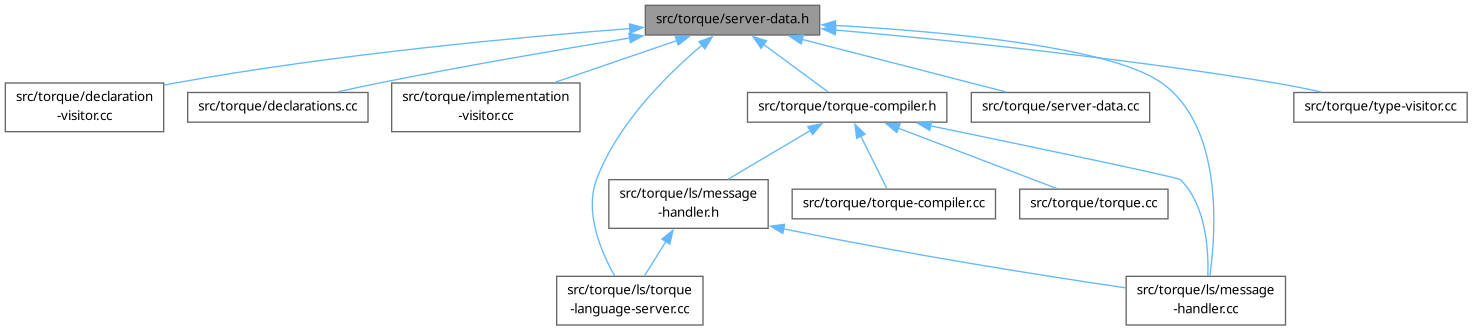 src/torque/server-data.h
src/torque/declaration
-visitor.cc
src/torque/declarations.cc
src/torque/implementation
-visitor.cc
src/torque/torque-compiler.h
src/torque/server-data.cc
src/torque/type-visitor.cc
src/torque/ls/message
-handler.h
src/torque/torque-compiler.cc
src/torque/torque.cc
src/torque/ls/torque
-language-server.cc
src/torque/ls/message
-handler.cc